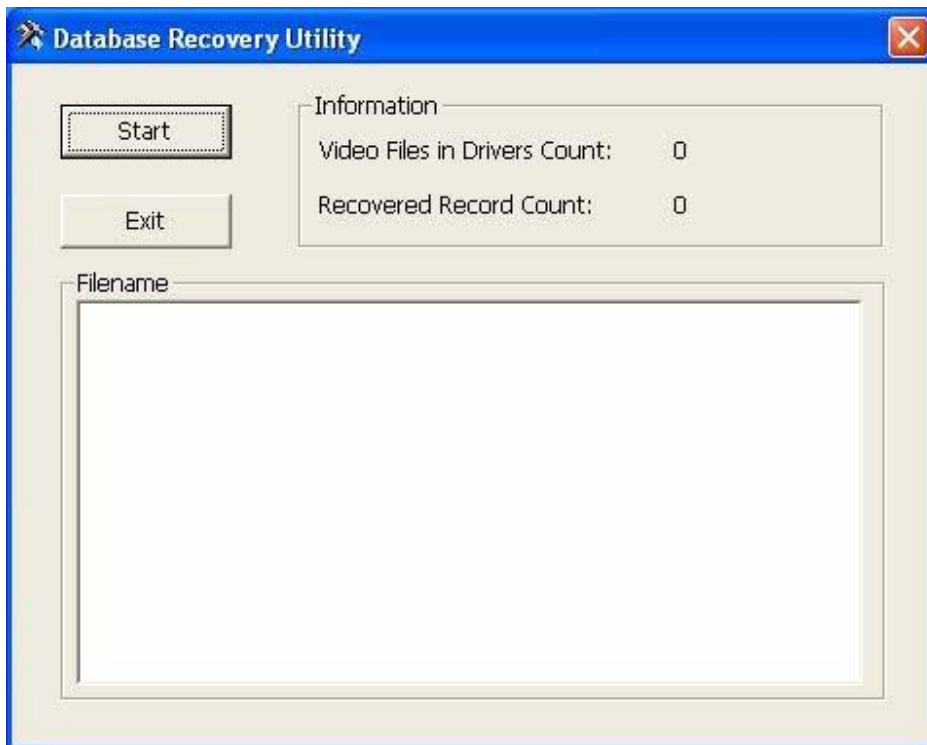 Database Recovery Utility
Start
Exit
Information
Video Files in Drivers Count: 0
Recovered Record Count: 0
Filename